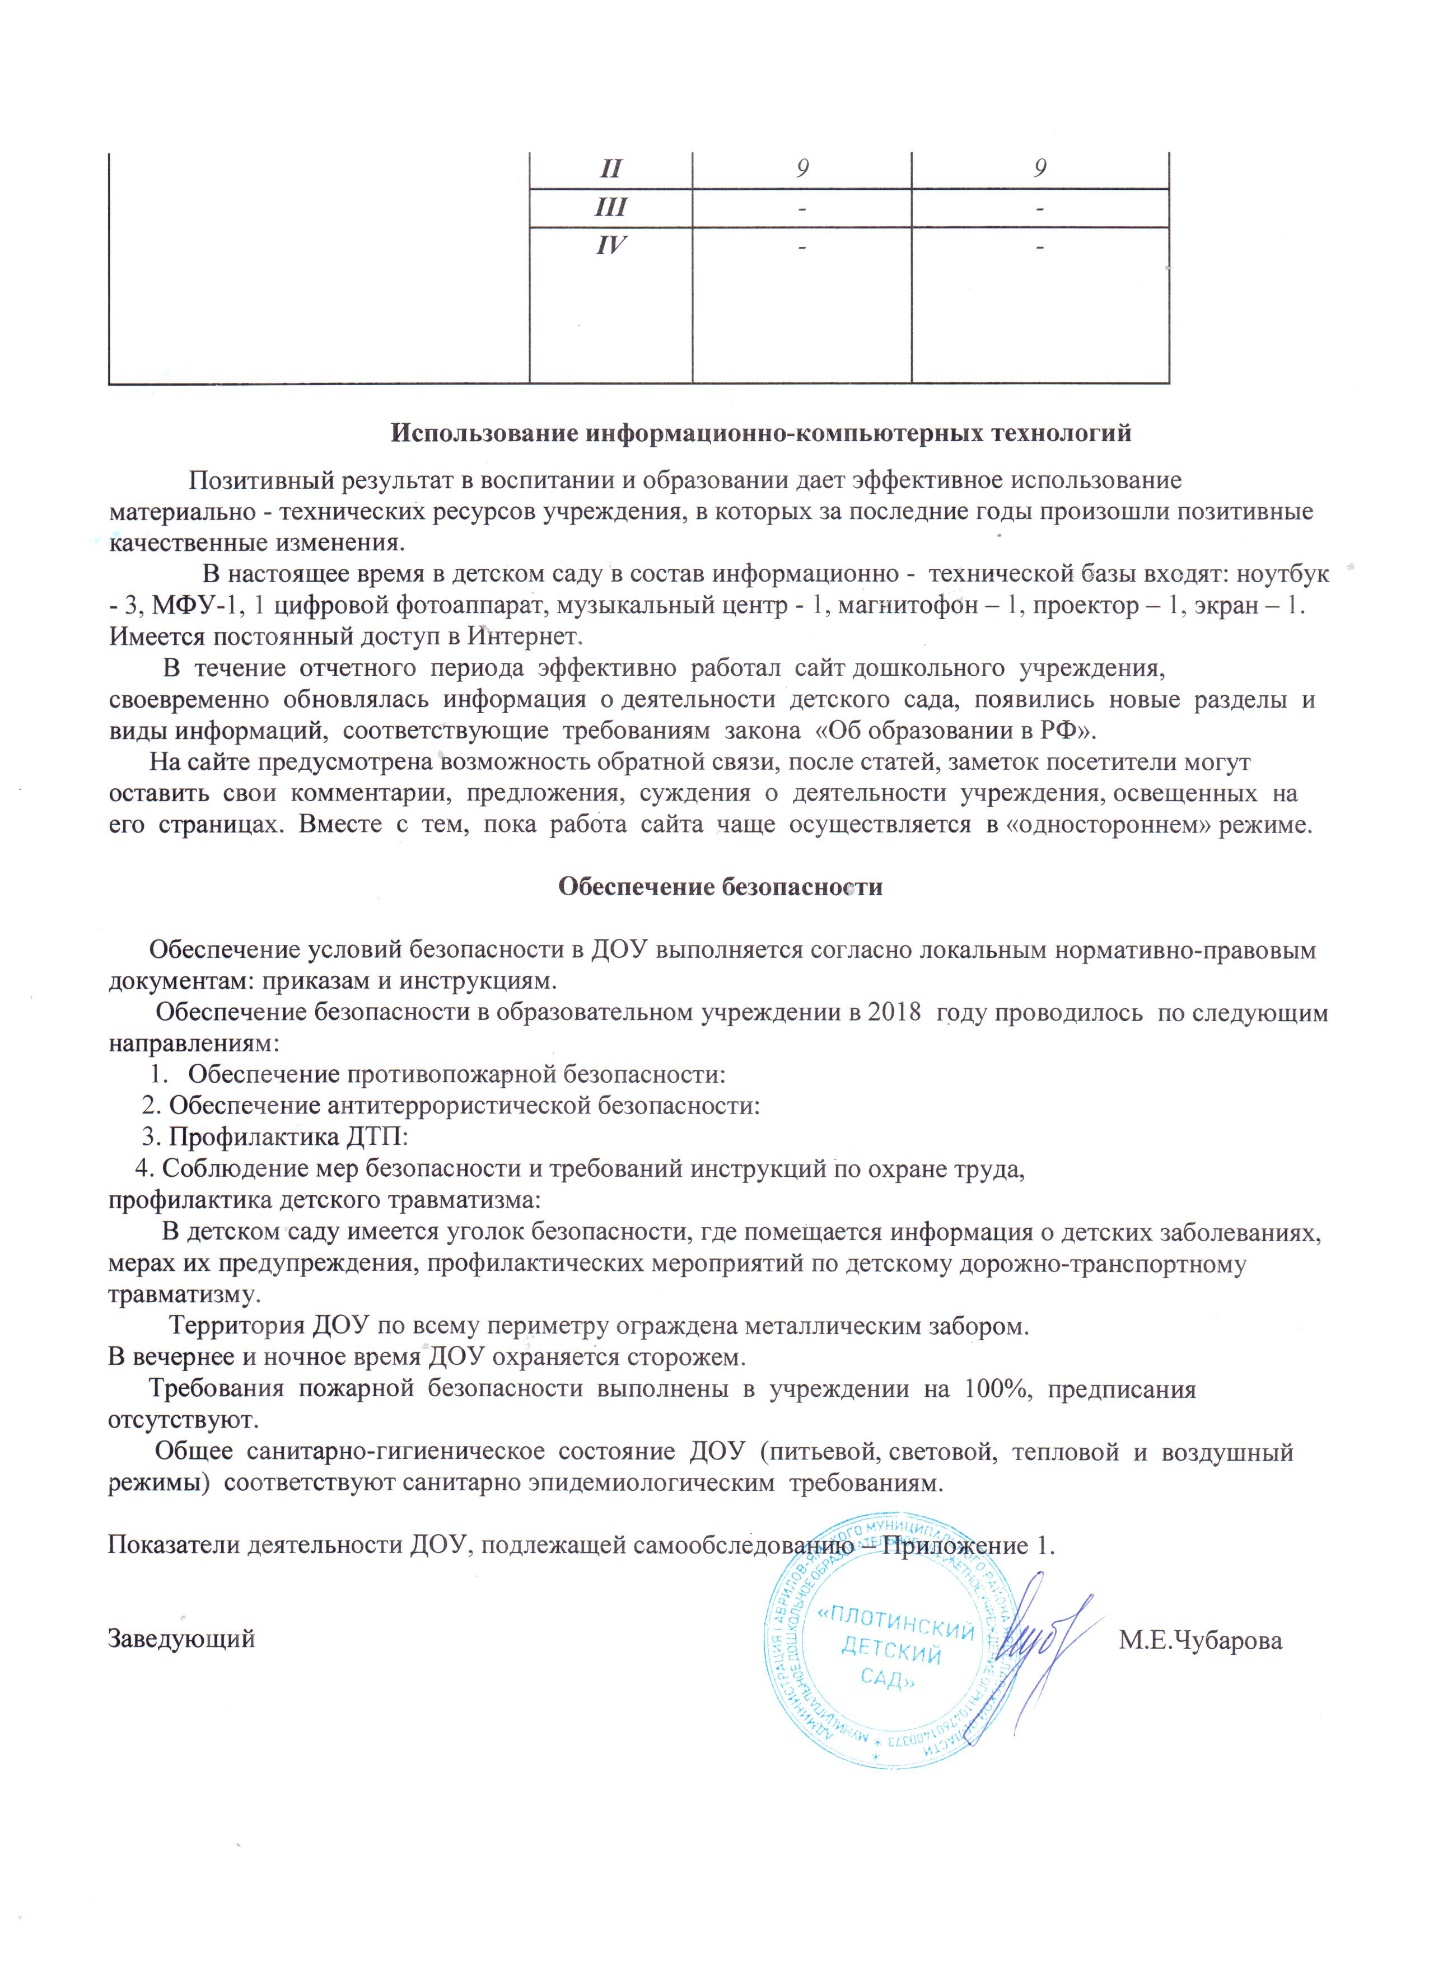 II 9 9
III - -
IV - -
Использование информационно-компьютерных технологий
Позитивный результат в воспитании и образовании дает эффективное использование
материально - технических ресурсов учреждения, в которых за последние годы произошли позитивные
качественные изменения.
В настоящее время в детском саду в состав информационно - технической базы входят: ноутбук
- 3, МФУ-1, 1 цифровой фотоаппарат, музыкальный центр - 1, магнитофон – 1, проектор – 1, экран – 1.
Имеется постоянный доступ в Интернет.
В течение отчетного периода эффективно работал сайт дошкольного учреждения,
своевременно обновлялась информация о деятельности детского сада, появились новые разделы и
виды информаций, соответствующие требованиям закона «Об образовании в РФ».
На сайте предусмотрена возможность обратной связи, после статей, заметок посетители могут
оставить свои комментарии, предложения, суждения о деятельности учреждения, освещенных на
его страницах. Вместе с тем, пока работа сайта чаще осуществляется в «одностороннем» режиме.
Обеспечение безопасности
Обеспечение условий безопасности в ДОУ выполняется согласно локальным нормативно-правовым
документам: приказам и инструкциям.
Обеспечение безопасности в образовательном учреждении в 2018 году проводилось по следующим
направлениям:
1. Обеспечение противопожарной безопасности:
2. Обеспечение антитеррористической безопасности:
3. Профилактика ДТП:
4. Соблюдение мер безопасности и требований инструкций по охране труда,
профилактика детского травматизма:
В детском саду имеется уголок безопасности, где помещается информация о детских заболеваниях,
мерах их предупреждения, профилактических мероприятий по детскому дорожно-транспортному
травматизму.
Территория ДОУ по всему периметру ограждена металлическим забором.
В вечернее и ночное время ДОУ охраняется сторожем.
Требования пожарной безопасности выполнены в учреждении на 100%, предписания
отсутствуют.
Общее санитарно-гигиеническое состояние ДОУ (питьевой, световой, тепловой и воздушный
режимы) соответствуют санитарно эпидемиологическим требованиям.
Показатели деятельности ДОУ, подлежащей самообследованию – Приложение 1.
Заведующий М.Е.Чубарова
АДМИНИСТРАЦИЯ ГАВРИЛОВ-ЯМСКОГО МУНИЦИПАЛЬНОГО РАЙОНА
МУНИЦИПАЛЬНОЕ ДОШКОЛЬНОЕ ОБРАЗОВАТЕЛЬНОЕ БЮДЖЕТНОЕ УЧРЕЖДЕНИЕ
«ПЛОТИНСКИЙ
ДЕТСКИЙ
САД»